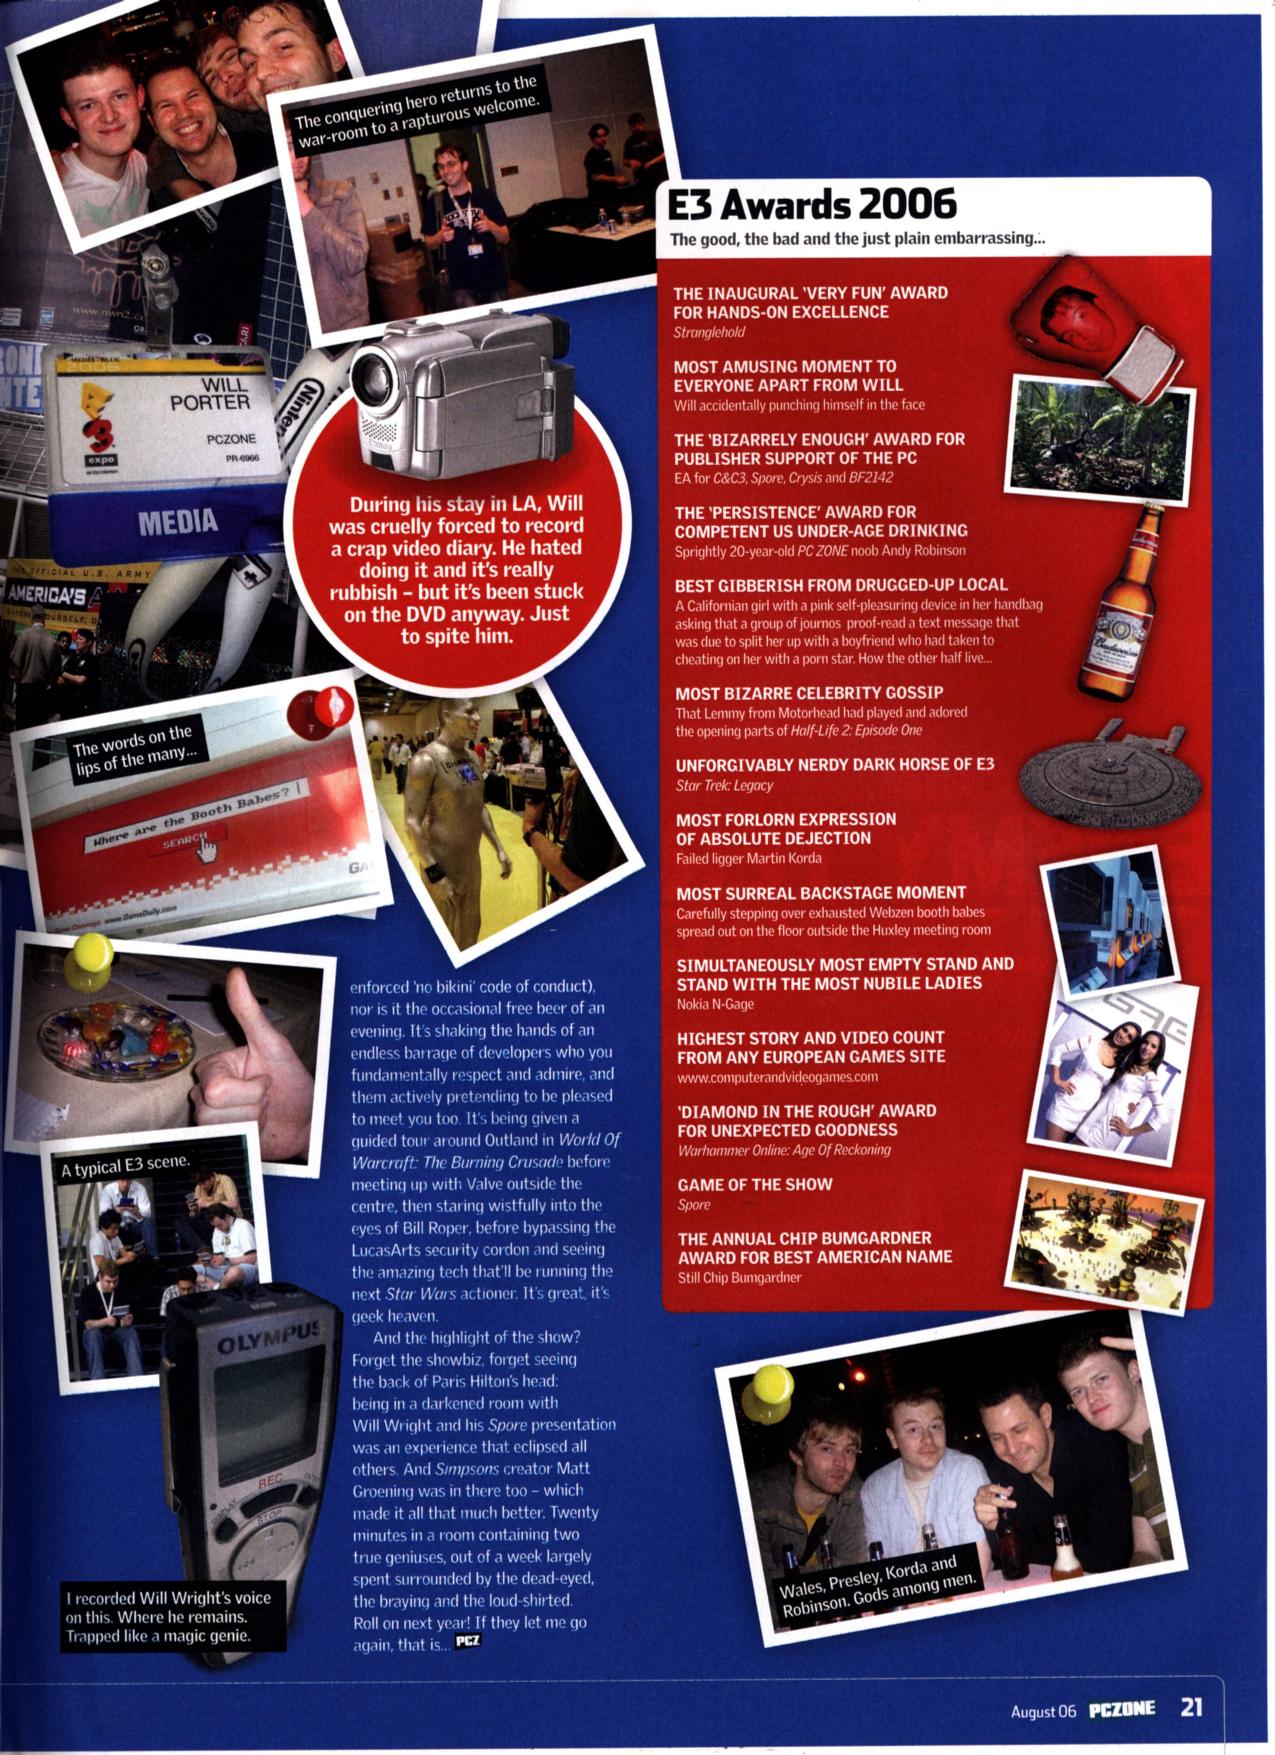 The conquering hero returns to the
war-room to a rapturous welcome.
www.nwn2.c
WILL
PORTER
PCZONE
PR-6966
E3
expo
MEDIA
Ninten
THE OFFICIAL U.S. ARMY
AMERICA'S A
Canon
During his stay in LA, Will
was cruelly forced to record
a crap video diary. He hated
doing it and it's really
rubbish – but it's been stuck
on the DVD anyway. Just
to spite him.
The words on the
lips of the many...
Where are the Booth Babes?
SEARCH
GA
www.GameDaily.com
A typical E3 scene.
OLYMPUS
REC
DISPLAY
STOP
I recorded Will Wright's voice
on this. Where he remains.
Trapped like a magic genie.
enforced 'no bikini' code of conduct),
nor is it the occasional free beer of an
evening. It's shaking the hands of an
endless barrage of developers who you
fundamentally respect and admire, and
them actively pretending to be pleased
to meet you too. It's being given a
guided tour around Outland in World Of
Warcraft: The Burning Crusade before
meeting up with Valve outside the
centre, then staring wistfully into the
eyes of Bill Roper, before bypassing the
LucasArts security cordon and seeing
the amazing tech that'll be running the
next Star Wars actioner. It's great, it's
geek heaven.
And the highlight of the show?
Forget the showbiz, forget seeing
the back of Paris Hilton's head:
being in a darkened room with
Will Wright and his Spore presentation
was an experience that eclipsed all
others. And Simpsons creator Matt
Groening was in there too – which
made it all that much better. Twenty
minutes in a room containing two
true geniuses, out of a week largely
spent surrounded by the dead-eyed,
the braying and the loud-shirted.
Roll on next year! If they let me go
again, that is... PCZ
E3 Awards 2006
The good, the bad and the just plain embarrassing...
THE INAUGURAL 'VERY FUN' AWARD
FOR HANDS-ON EXCELLENCE
Stranglehold
MOST AMUSING MOMENT TO
EVERYONE APART FROM WILL
Will accidentally punching himself in the face
THE 'BIZARRELY ENOUGH' AWARD FOR
PUBLISHER SUPPORT OF THE PC
EA for C&C3, Spore, Crysis and BF2142
THE 'PERSISTENCE' AWARD FOR
COMPETENT US UNDER-AGE DRINKING
Sprightly 20-year-old PC ZONE noob Andy Robinson
BEST GIBBERISH FROM DRUGGED-UP LOCAL
A Californian girl with a pink self-pleasuring device in her handbag
asking that a group of journos proof-read a text message that
was due to split her up with a boyfriend who had taken to
cheating on her with a porn star. How the other half live...
MOST BIZARRE CELEBRITY GOSSIP
That Lemmy from Motorhead had played and adored
the opening parts of Half-Life 2: Episode One
UNFORGIVABLY NERDY DARK HORSE OF E3
Star Trek: Legacy
MOST FORLORN EXPRESSION
OF ABSOLUTE DEJECTION
Failed ligger Martin Korda
MOST SURREAL BACKSTAGE MOMENT
Carefully stepping over exhausted Webzen booth babes
spread out on the floor outside the Huxley meeting room
SIMULTANEOUSLY MOST EMPTY STAND AND
STAND WITH THE MOST NUBILE LADIES
Nokia N-Gage
HIGHEST STORY AND VIDEO COUNT
FROM ANY EUROPEAN GAMES SITE
www.computerandvideogames.com
'DIAMOND IN THE ROUGH' AWARD
FOR UNEXPECTED GOODNESS
Warhammer Online: Age Of Reckoning
GAME OF THE SHOW
Spore
THE ANNUAL CHIP BUMGARDNER
AWARD FOR BEST AMERICAN NAME
Still Chip Bumgardner
Budweiser
Wales, Presley, Korda and
Robinson. Gods among men.
August 06 PCZONE 21